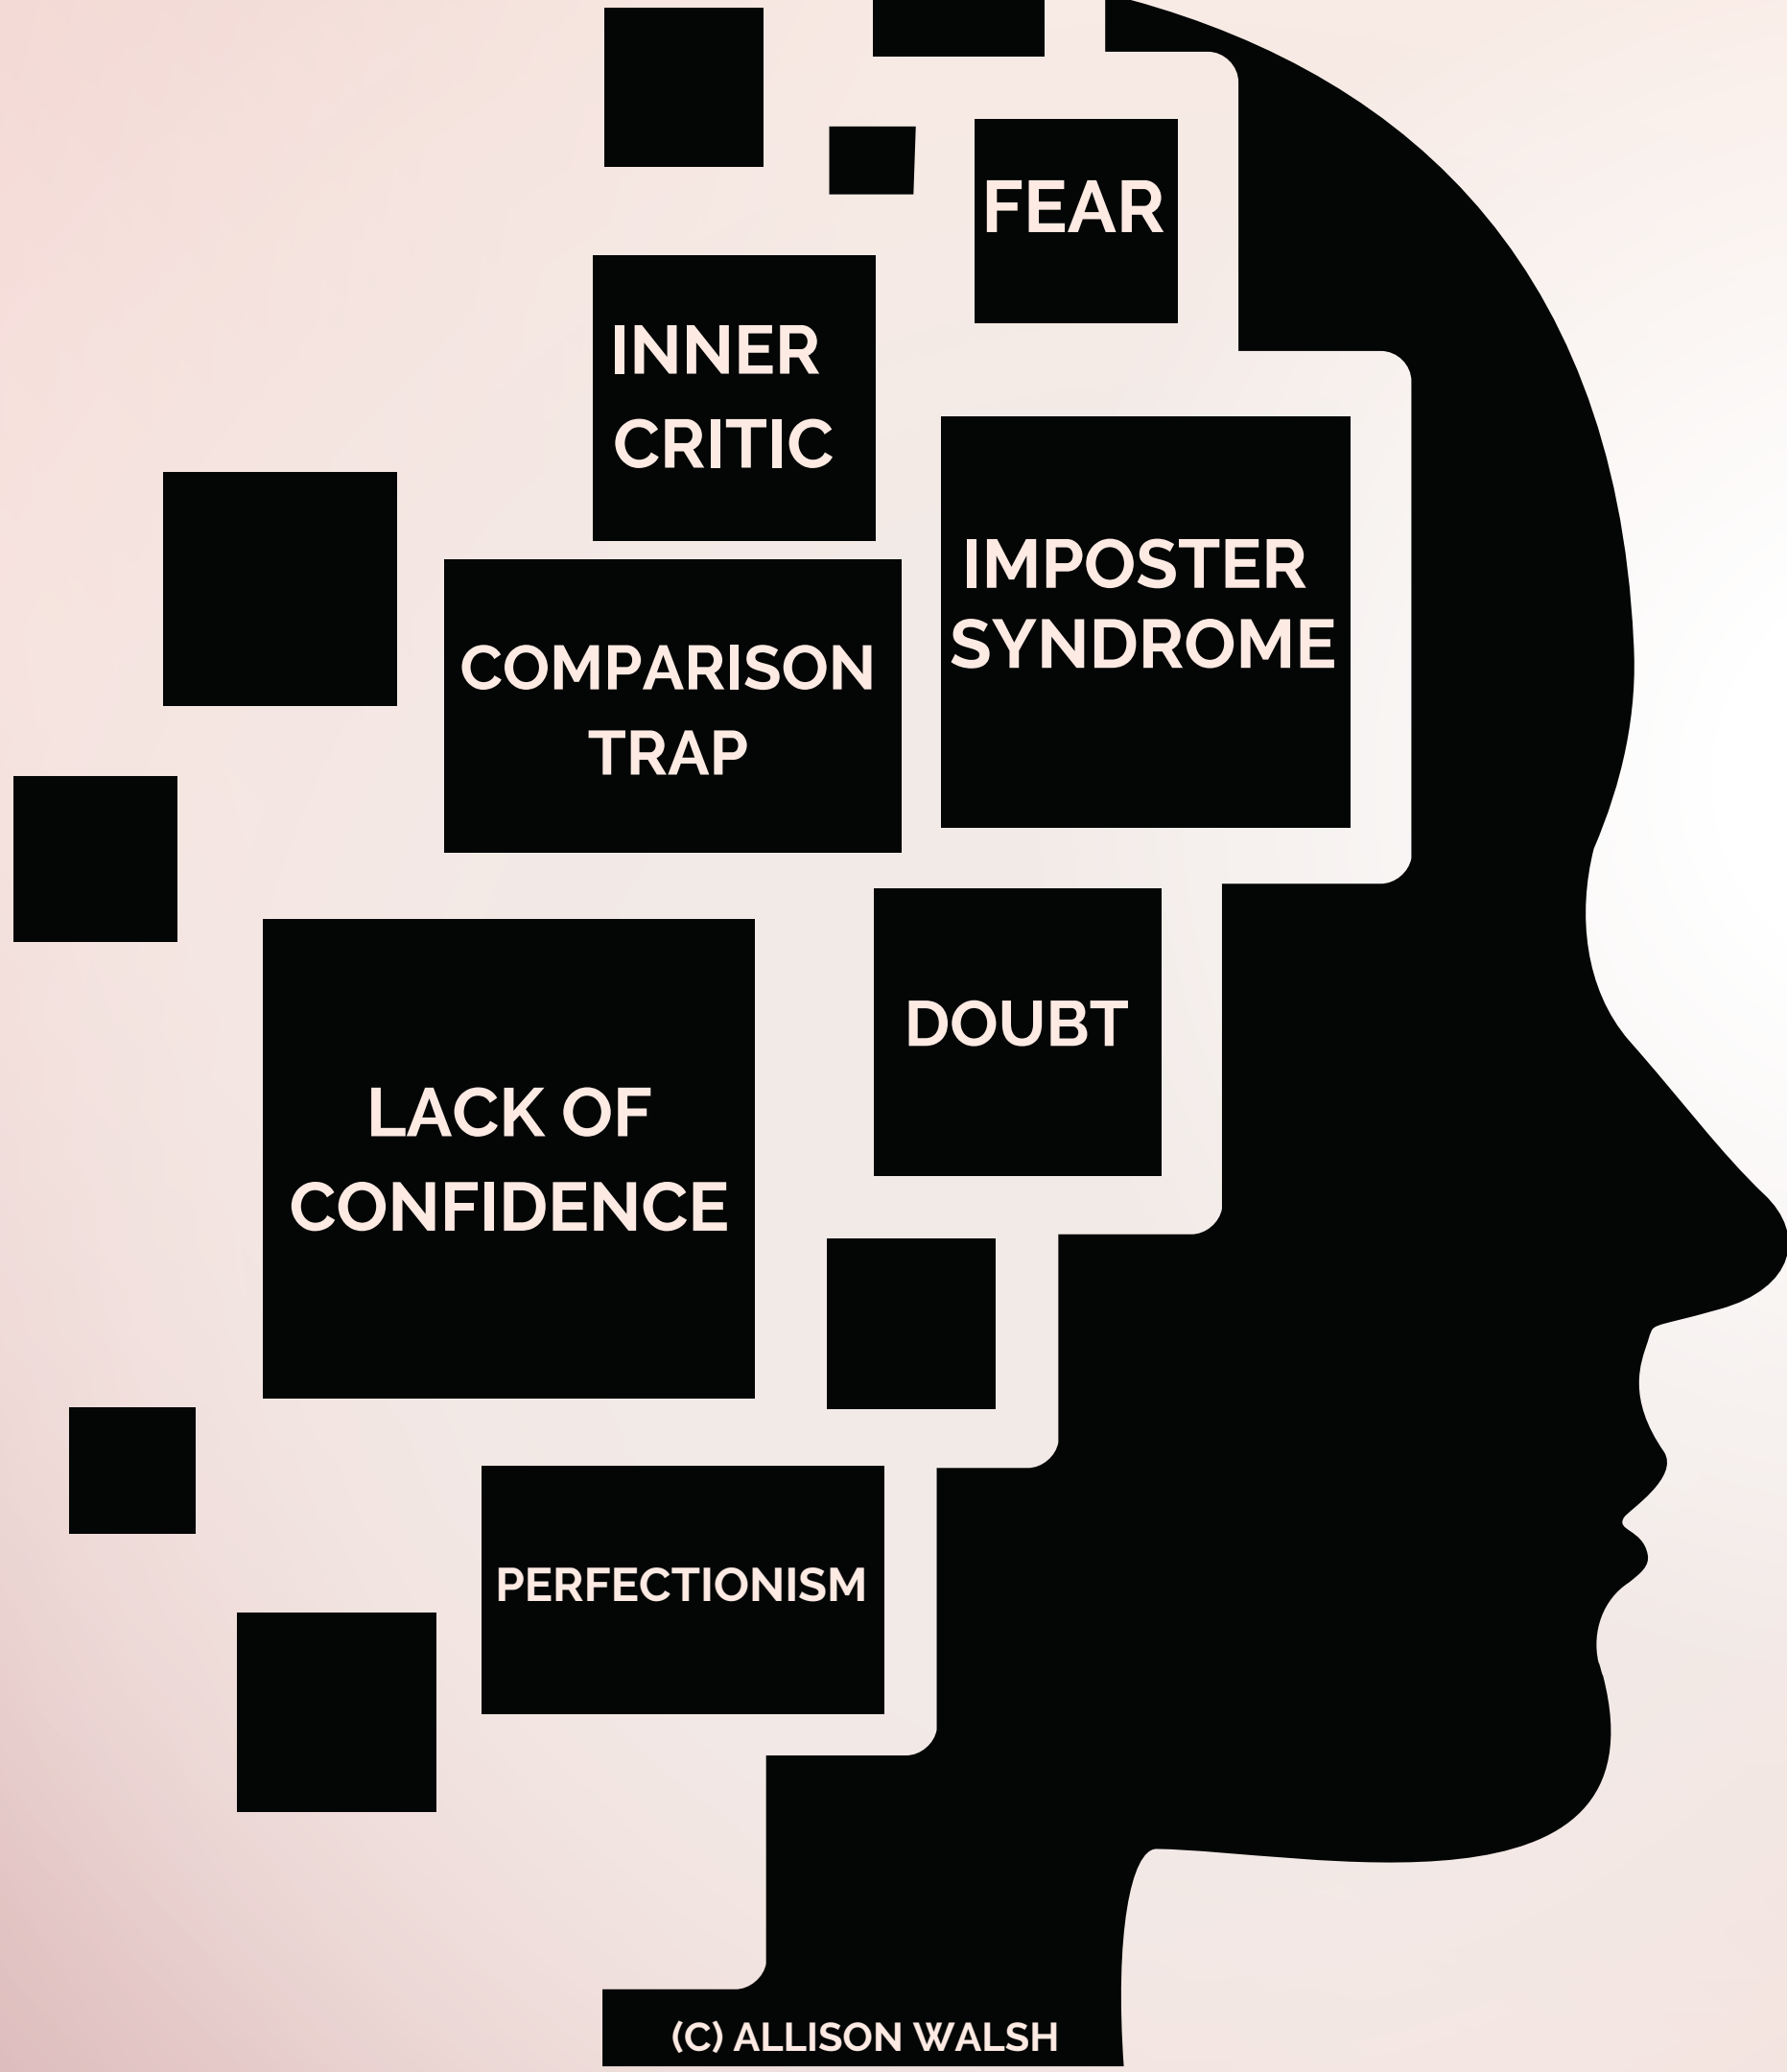 FEAR
INNER
CRITIC
IMPOSTER
SYNDROME
COMPARISON
TRAP
DOUBT
LACK OF
CONFIDENCE
PERFECTIONISM
(C) ALLISON WALSH